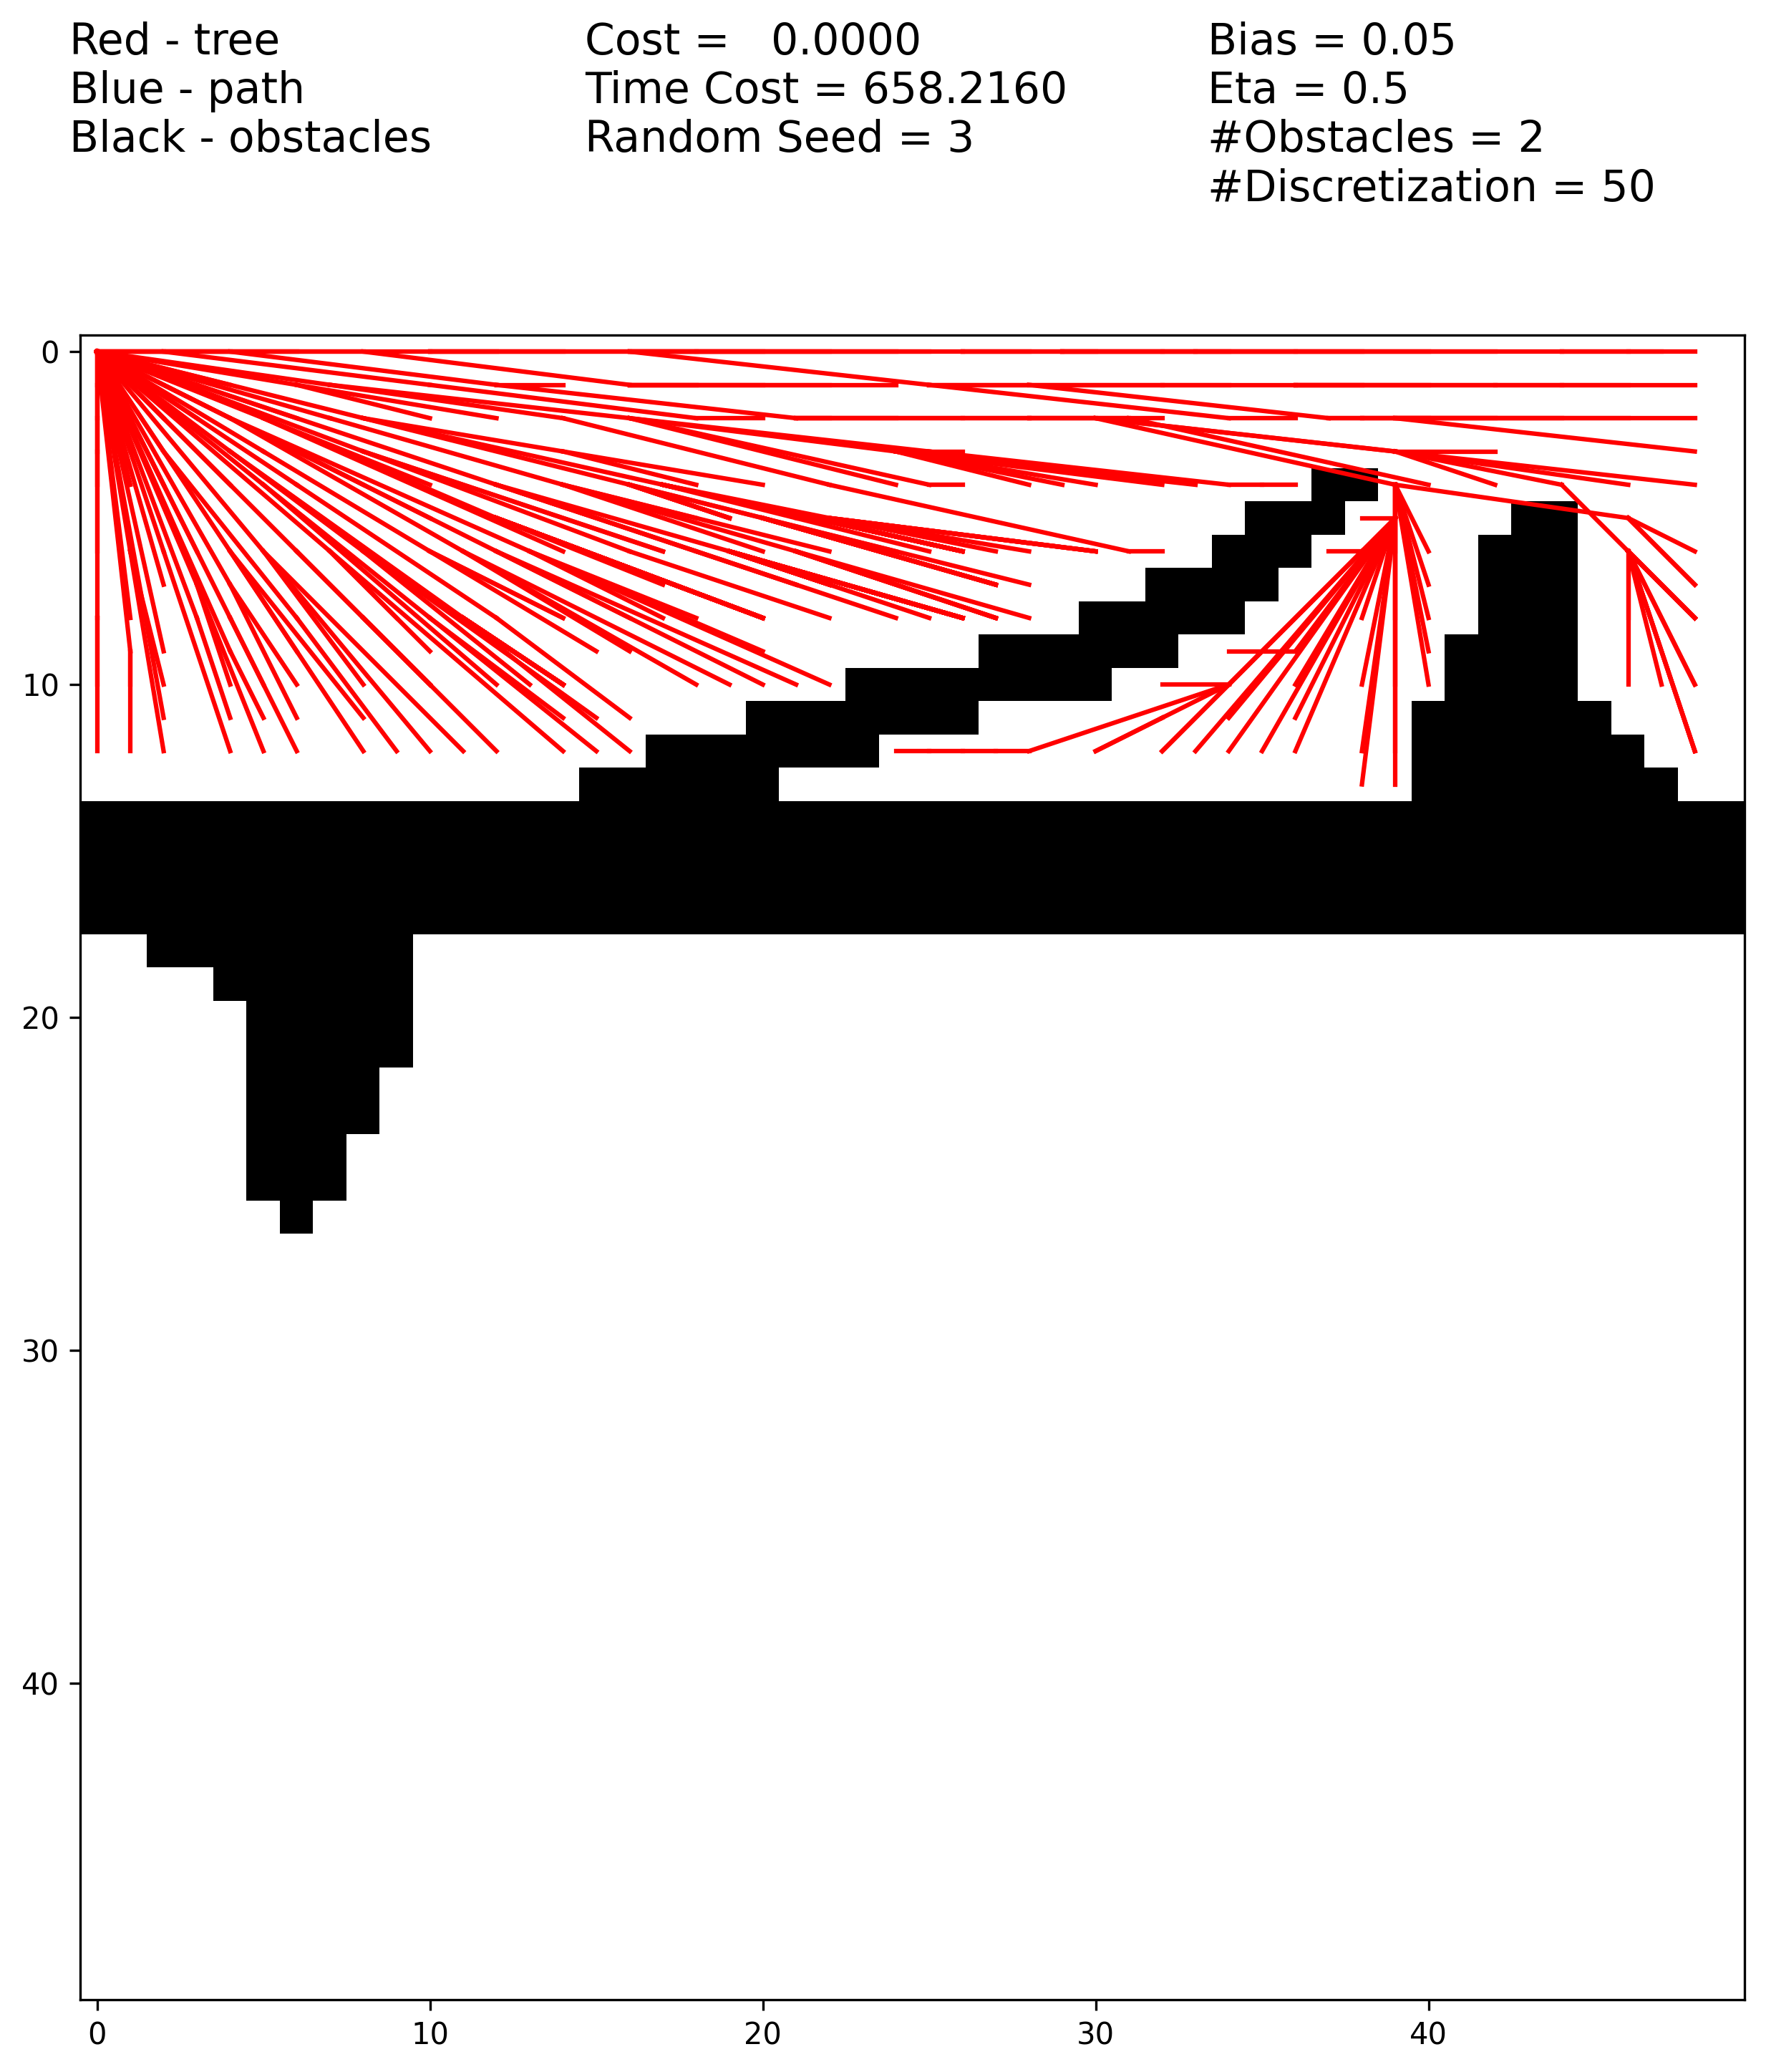 Red - tree
Blue - path
Black - obstacles
Cost =   0.0000
Time Cost = 658.2160
Random Seed = 3
Bias = 0.05
Eta = 0.5
#Obstacles = 2
#Discretization = 50
0
10
20
30
40
0
10
20
30
40